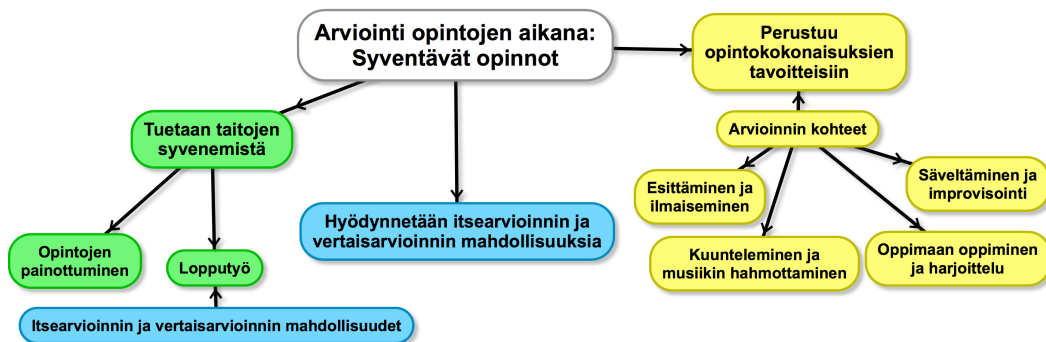 Arviointi opintojen aikana:
Syventävät opinnot
Perustuu
opintokokonaisuksien
tavoitteisiin
Tuetaan taitojen
syvenemistä
Arvioinnin kohteet
Esittäminen ja
ilmaiseminen
Säveltäminen ja
improvisointi
Hyödynnetään itsearvioinnin ja
vertaisarvioinnin mahdollisuuksia
Opintojen
painottuminen
Lopputyö
Kuunteleminen ja
musiikin hahmottaminen
Oppimaan oppiminen
ja harjoittelu
Itsearvioinnin ja vertaisarvioinnin mahdollisuudet